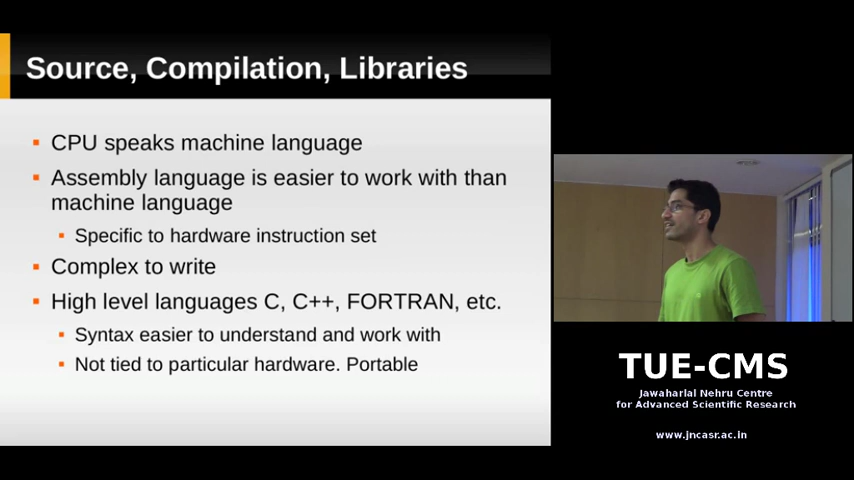 Source, Compilation, Libraries
▪ CPU speaks machine language
▪ Assembly language is easier to work with than
machine language
▪ Specific to hardware instruction set
▪ Complex to write
▪ High level languages C, C++, FORTRAN, etc.
▪ Syntax easier to understand and work with
▪ Not tied to particular hardware. Portable
TUE-CMS
Jawaharlal Nehru Centre
for Advanced Scientific Research
www.jncasr.ac.in